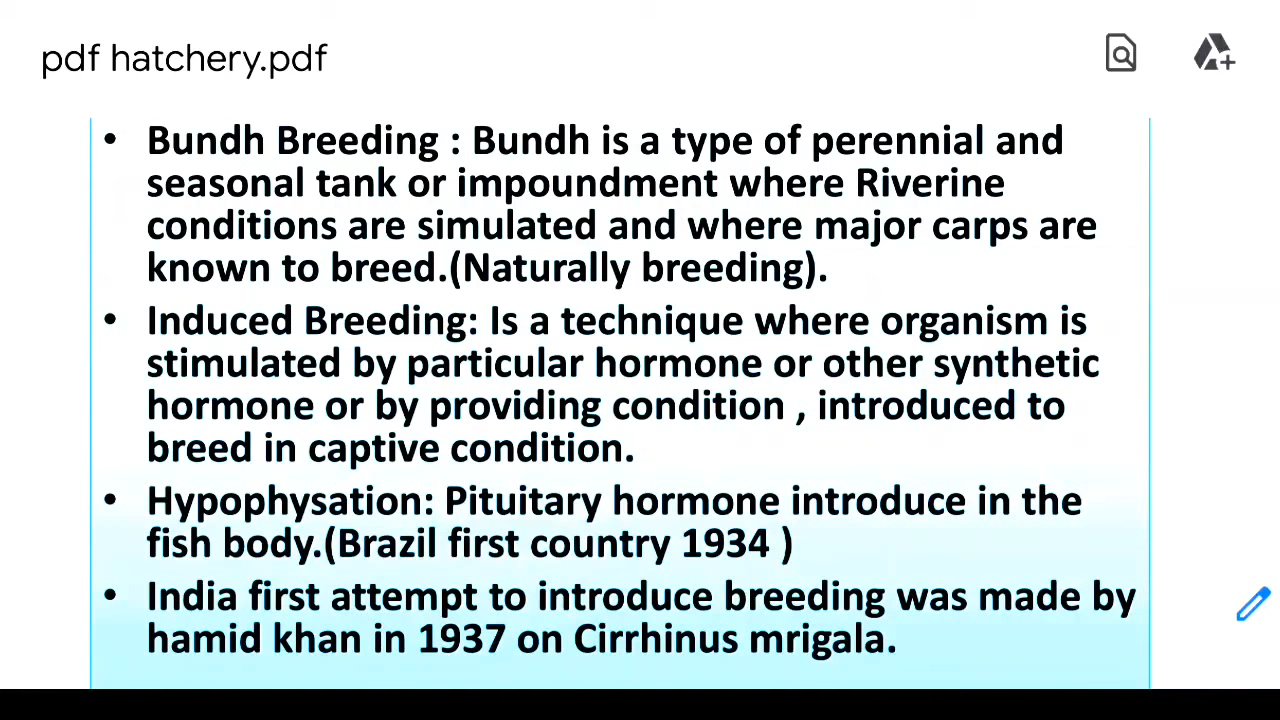 pdf hatchery.pdf
• Bundh Breeding : Bundh is a type of perennial and
seasonal tank or impoundment where Riverine
conditions are simulated and where major carps are
known to breed.(Naturally breeding).
• Induced Breeding: Is a technique where organism is
stimulated by particular hormone or other synthetic
hormone or by providing condition , introduced to
breed in captive condition.
• Hypophysation: Pituitary hormone introduce in the
fish body.(Brazil first country 1934 )
• India first attempt to introduce breeding was made by
hamid khan in 1937 on Cirrhinus mrigala.